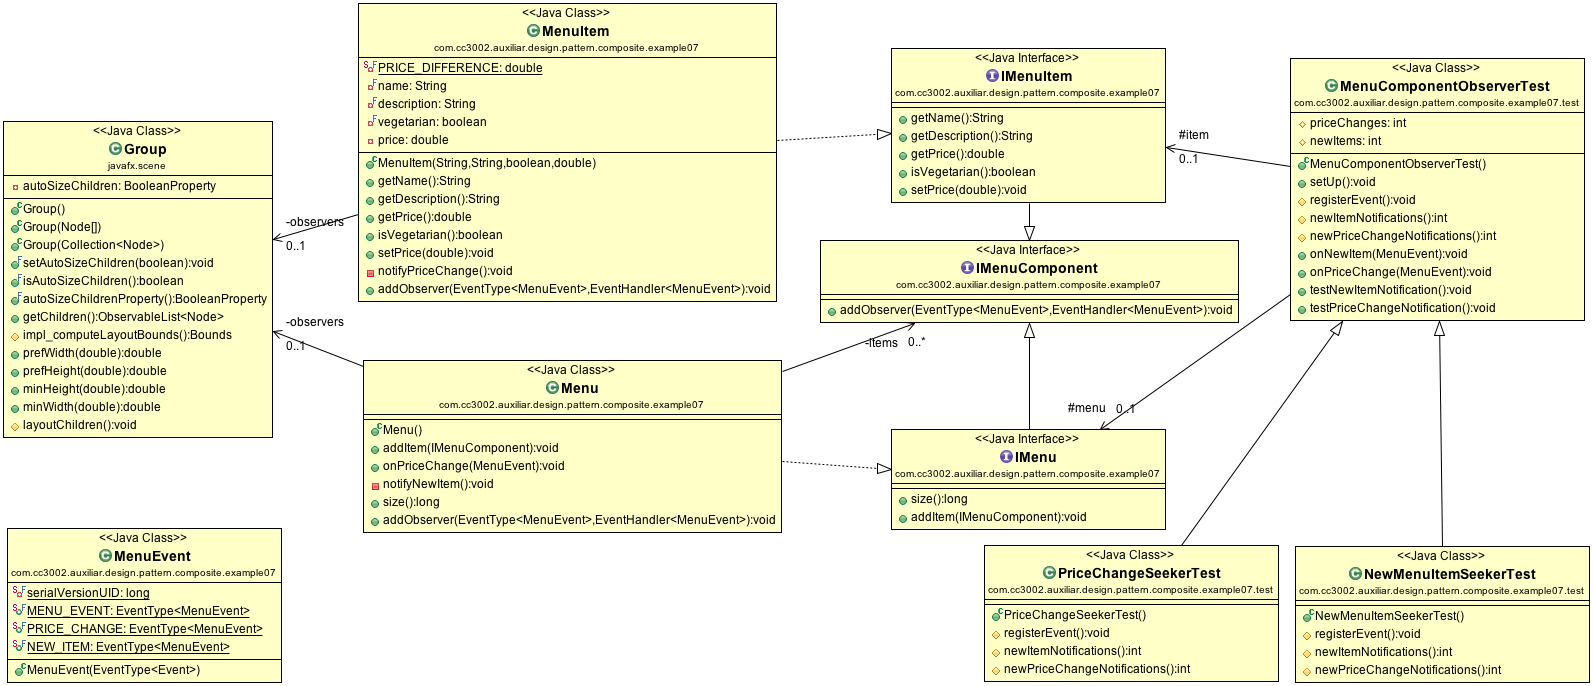 <<Java Class>>
MenuItem
com.cc3002.auxiliar.design.pattern.composite.example07
PRICE_DIFFERENCE: double
name: String
description: String
vegetarian: boolean
price: double
MenuItem(String,String,boolean,double)
getName():String
getDescription():String
getPrice():double
isVegetarian():boolean
setPrice(double):void
notifyPriceChange():void
addObserver(EventType<MenuEvent>,EventHandler<MenuEvent>):void
<<Java Interface>>
IMenuItem
com.cc3002.auxiliar.design.pattern.composite.example07
getName():String
getDescription():String
getPrice():double
isVegetarian():boolean
setPrice(double):void
<<Java Class>>
MenuComponentObserverTest
com.cc3002.auxiliar.design.pattern.composite.example07.test
priceChanges: int
newItems: int
MenuComponentObserverTest()
setUp():void
registerEvent():void
newItemNotifications():int
newPriceChangeNotifications():int
onNewItem(MenuEvent):void
onPriceChange(MenuEvent):void
testNewItemNotification():void
testPriceChangeNotification():void
#item
0..1
<<Java Class>>
Group
javafx.scene
autoSizeChildren: BooleanProperty
Group()
Group(Node[])
Group(Collection<Node>)
setAutoSizeChildren(boolean):void
isAutoSizeChildren():boolean
autoSizeChildrenProperty():BooleanProperty
getChildren():ObservableList<Node>
impl_computeLayoutBounds():Bounds
prefWidth(double):double
prefHeight(double):double
minHeight(double):double
minWidth(double):double
layoutChildren():void
-observers
0..1
-observers
0..1
<<Java Interface>>
IMenuComponent
com.cc3002.auxiliar.design.pattern.composite.example07
addObserver(EventType<MenuEvent>,EventHandler<MenuEvent>):void
-items
0..*
#menu
0..1
<<Java Class>>
Menu
com.cc3002.auxiliar.design.pattern.composite.example07
Menu()
addItem(IMenuComponent):void
onPriceChange(MenuEvent):void
notifyNewItem():void
size():long
addObserver(EventType<MenuEvent>,EventHandler<MenuEvent>):void
<<Java Interface>>
IMenu
com.cc3002.auxiliar.design.pattern.composite.example07
size():long
addItem(IMenuComponent):void
<<Java Class>>
MenuEvent
com.cc3002.auxiliar.design.pattern.composite.example07
serialVersionUID: long
MENU_EVENT: EventType<MenuEvent>
PRICE_CHANGE: EventType<MenuEvent>
NEW_ITEM: EventType<MenuEvent>
MenuEvent(EventType<Event>)
<<Java Class>>
PriceChangeSeekerTest
com.cc3002.auxiliar.design.pattern.composite.example07.test
PriceChangeSeekerTest()
registerEvent():void
newItemNotifications():int
newPriceChangeNotifications():int
<<Java Class>>
NewMenuItemSeekerTest
com.cc3002.auxiliar.design.pattern.composite.example07.test
NewMenuItemSeekerTest()
registerEvent():void
newItemNotifications():int
newPriceChangeNotifications():int